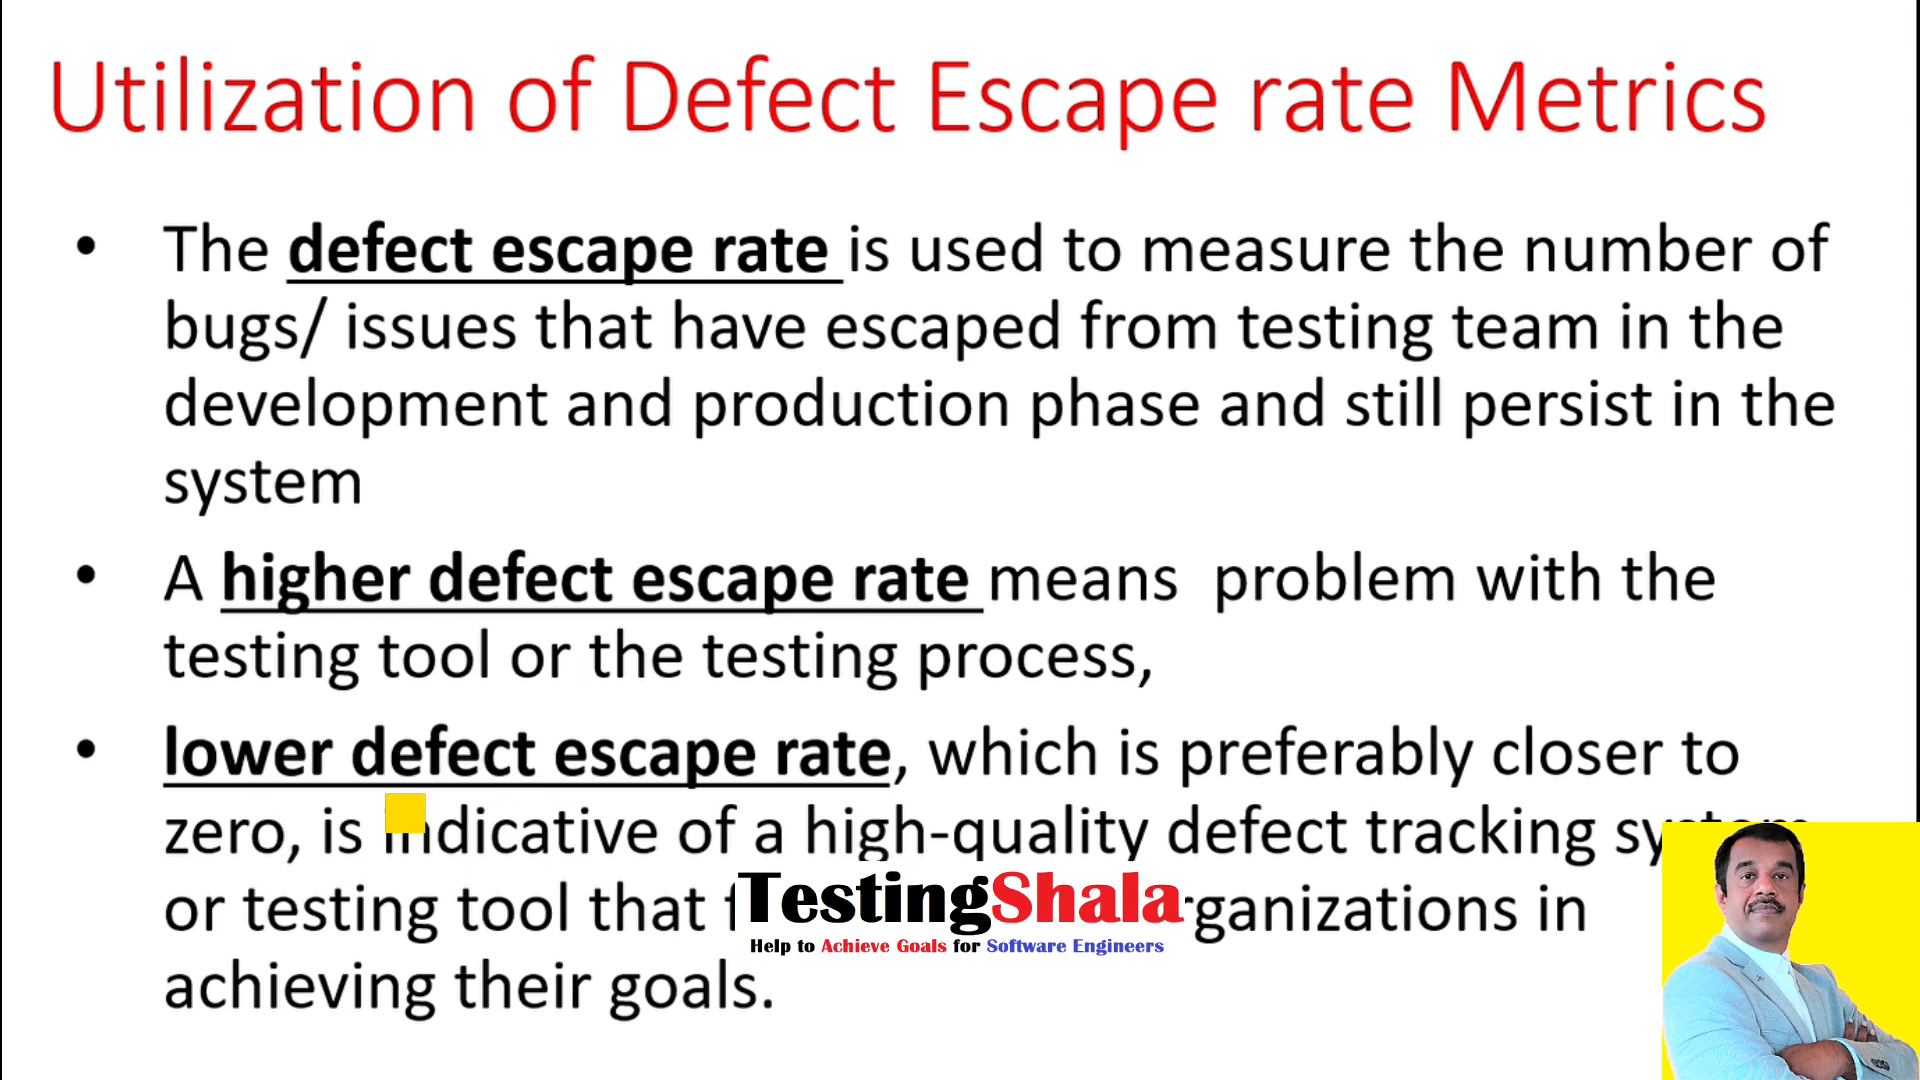 Utilization of Defect Escape rate Metrics
• The defect escape rate is used to measure the number of
bugs/ issues that have escaped from testing team in the
development and production phase and still persist in the
system
• A higher defect escape rate means  problem with the
testing tool or the testing process,
• lower defect escape rate, which is preferably closer to
zero, is indicative of a high-quality defect tracking system
or testing tool that
TestingShala
in
achieving their goals.
Help to Achieve Goals for Software Engineers